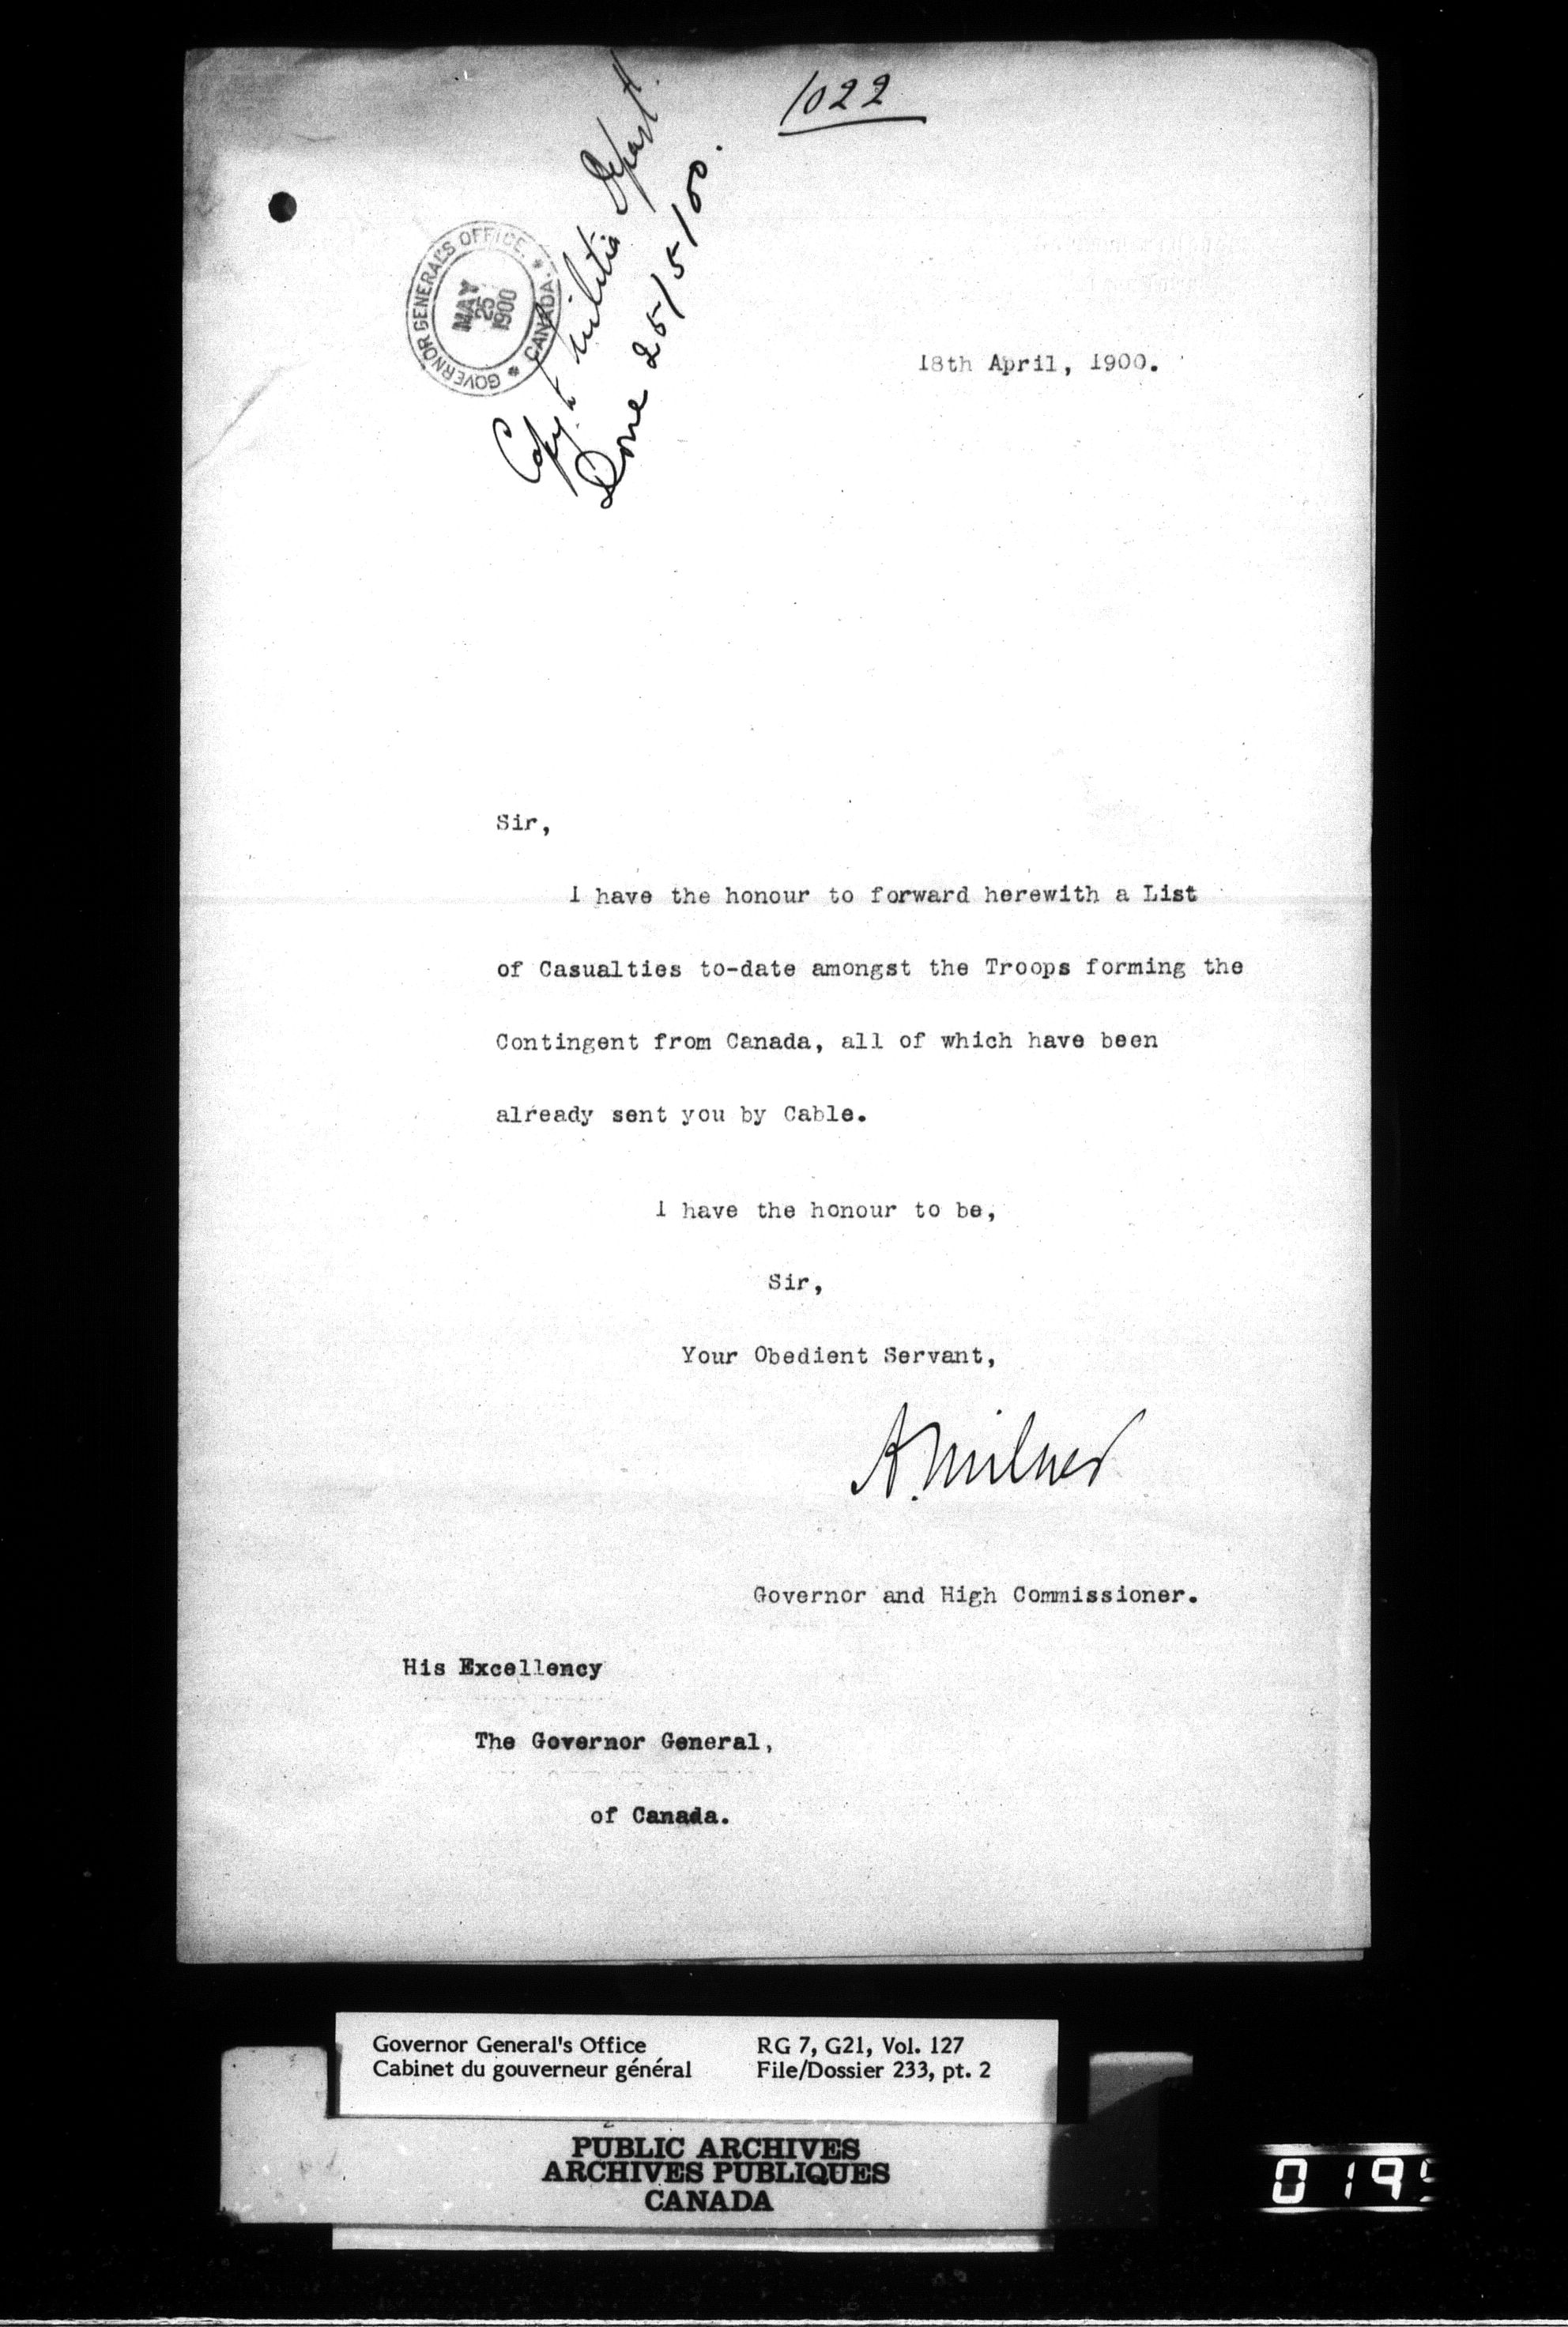 1022
Copy to Militia Depart.
Done 25/5/00.
GOVERNOR GENERAL'S OFFICE. * CANADA. *
MAY
25
1900
18th April, 1900.
Sir,
I have the honour to forward herewith a List
of Casualties to-date amongst the Troops forming the
Contingent from Canada, all of which have been
already sent you by Cable.
I have the honour to be,
Sir,
Your Obedient Servant,
A. Milner
Governor and High Commissioner.
His Excellency
The Governor General,
of Canada.
Governor General's Office
Cabinet du gouverneur général
RG 7, G21, Vol. 127
File/Dossier 233, pt. 2
PUBLIC ARCHIVES
ARCHIVES PUBLIQUES
CANADA
019